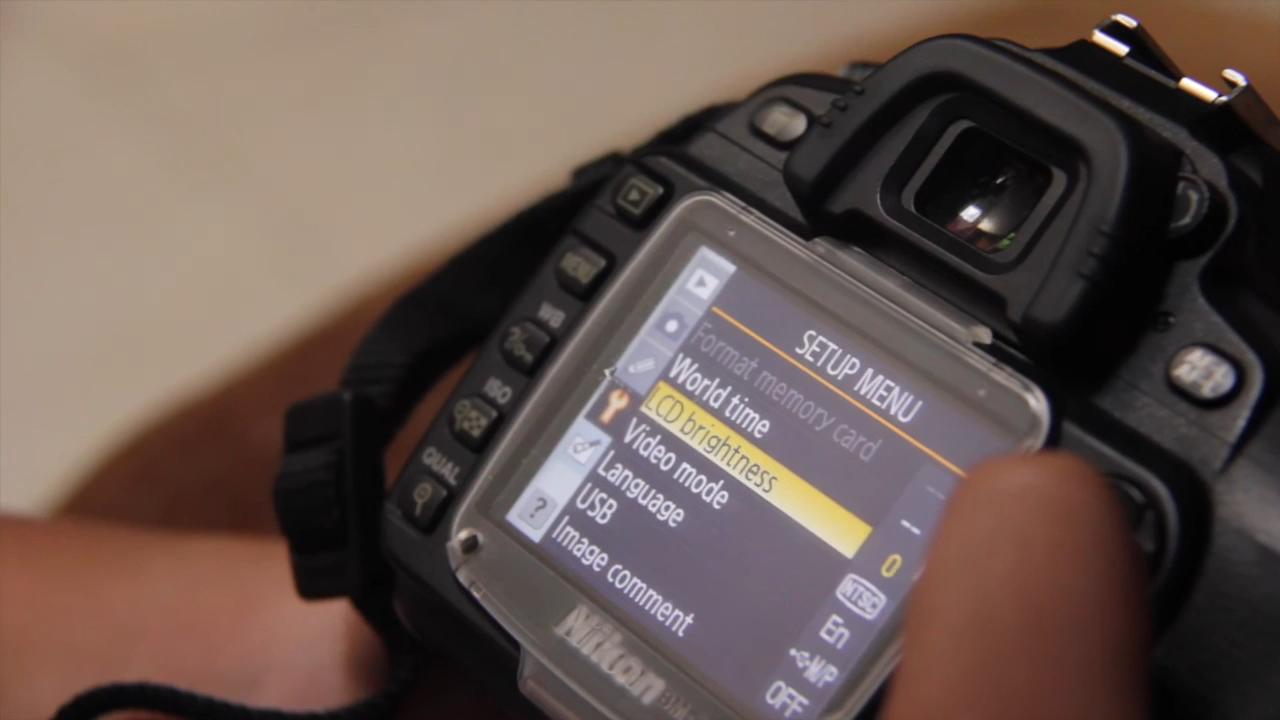 MENU
WB
ISO
QUAL
SETUP MENU
Format memory card --
World time --
LCD brightness 0
Video mode NTSC
Language En
USB M/P
Image comment OFF
Nikon